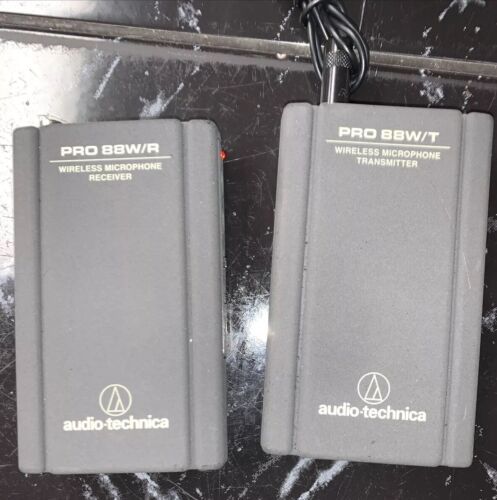 PRO 88W/R
WIRELESS MICROPHONE
RECEIVER
audio-technica
PRO 88W/T
WIRELESS MICROPHONE
TRANSMITTER
audio-technica